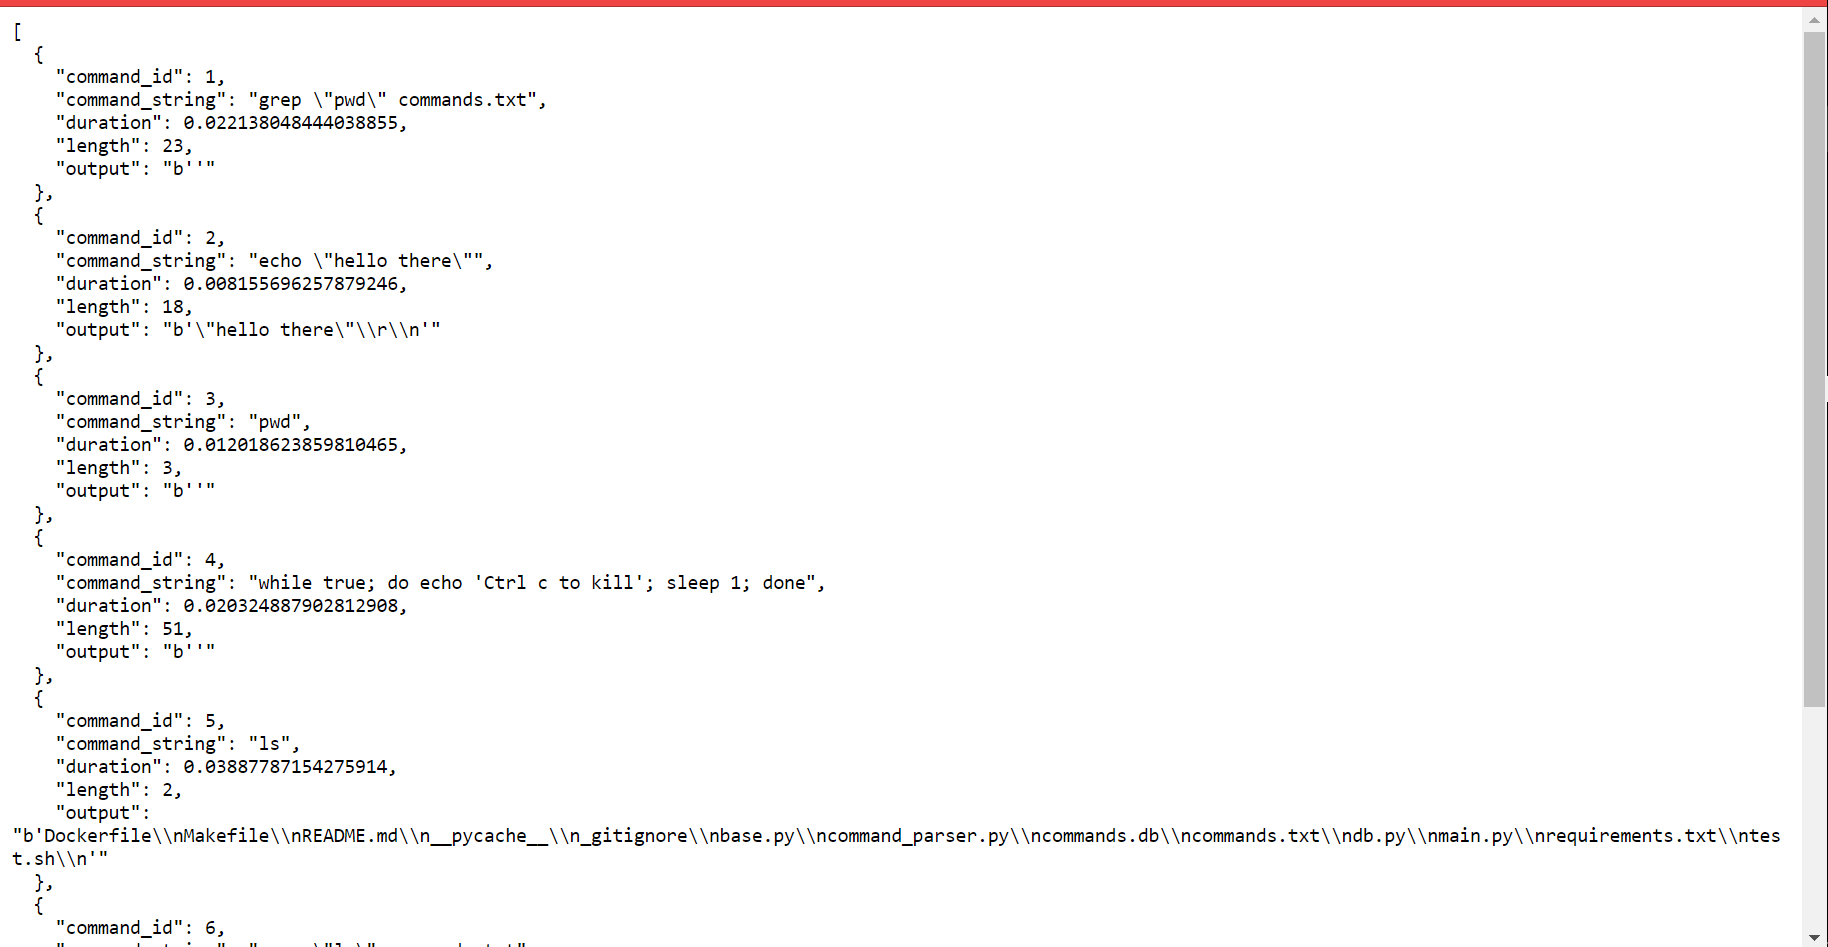 [
  {
    "command_id": 1,
    "command_string": "grep \"pwd\" commands.txt",
    "duration": 0.022138048444038855,
    "length": 23,
    "output": "b''"
  },
  {
    "command_id": 2,
    "command_string": "echo \"hello there\"",
    "duration": 0.008155696257879246,
    "length": 18,
    "output": "b'\"hello there\"\\r\\n'"
  },
  {
    "command_id": 3,
    "command_string": "pwd",
    "duration": 0.012018623859810465,
    "length": 3,
    "output": "b''"
  },
  {
    "command_id": 4,
    "command_string": "while true; do echo 'Ctrl c to kill'; sleep 1; done",
    "duration": 0.020324887902812908,
    "length": 51,
    "output": "b''"
  },
  {
    "command_id": 5,
    "command_string": "ls",
    "duration": 0.03887787154275914,
    "length": 2,
    "output":
"b'Dockerfile\\nMakefile\\nREADME.md\\n__pycache__\\n_gitignore\\nbase.py\\ncommand_parser.py\\ncommands.db\\ncommands.txt\\ndb.py\\nmain.py\\nrequirements.txt\\ntes
t.sh\\n'"
  },
  {
    "command_id": 6,